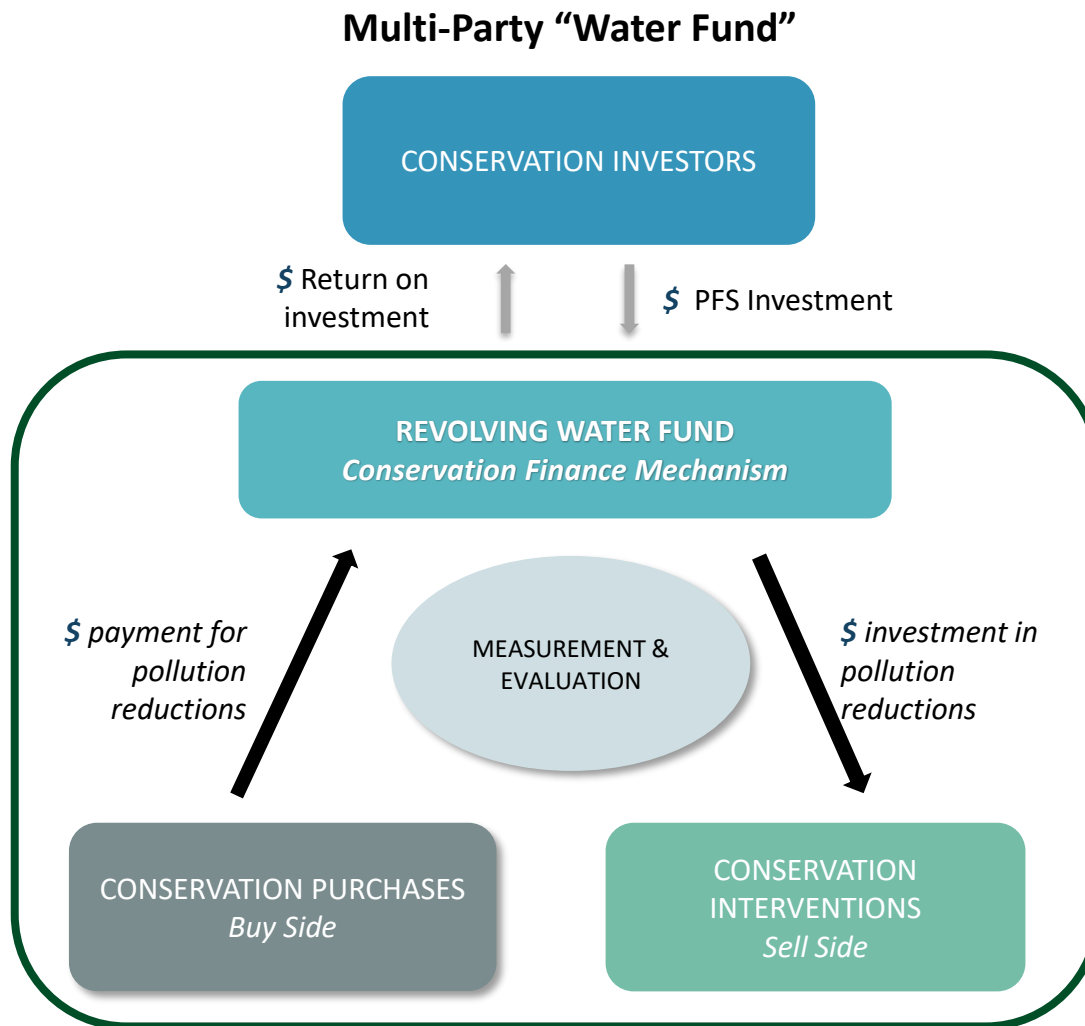 Multi-Party “Water Fund”
CONSERVATION INVESTORS
$ Return on
investment
$ PFS Investment
REVOLVING WATER FUND
Conservation Finance Mechanism
$ payment for
pollution
reductions
MEASUREMENT &
EVALUATION
$ investment in
pollution
reductions
CONSERVATION PURCHASES
Buy Side
CONSERVATION
INTERVENTIONS
Sell Side